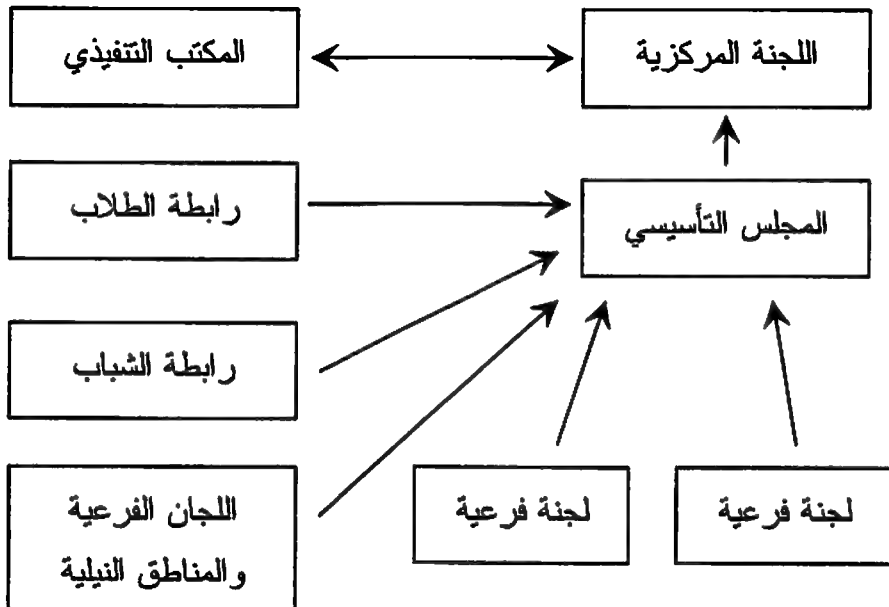 اللجنة المركزية
المكتب التنفيذي
المجلس التأسيسي
رابطة الطلاب
رابطة الشباب
لجنة فرعية
لجنة فرعية
اللجان الفرعية
والمناطق النيلية